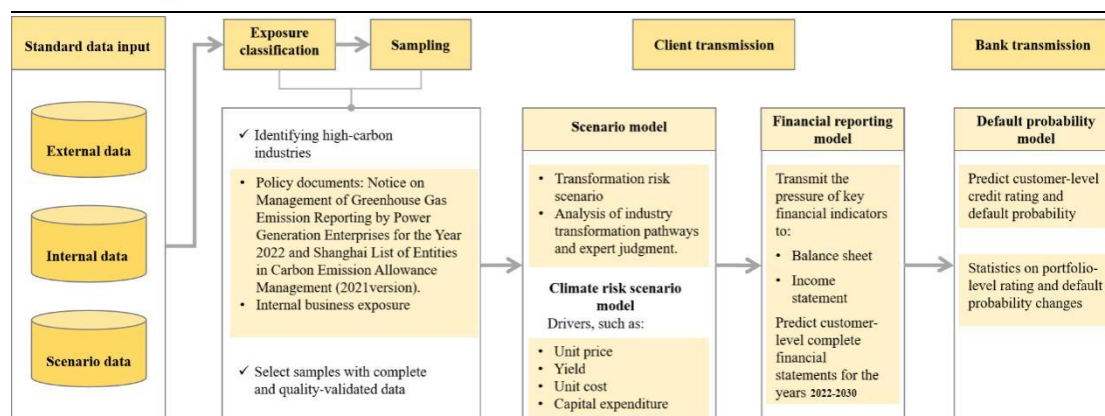 Standard data input
External data
Internal data
Scenario data
Exposure
classification
Sampling
✓ Identifying high-carbon
industries
• Policy documents: Notice on
Management of Greenhouse Gas
Emission Reporting by Power
Generation Enterprises for the Year
2022 and Shanghai List of Entities
in Carbon Emission Allowance
Management (2021version).
• Internal business exposure
✓ Select samples with complete
and quality-validated data
Client transmission
Scenario model
• Transformation risk
scenario
• Analysis of industry
transformation pathways
and expert judgment.
Climate risk scenario
model
Drivers, such as:
• Unit price
• Yield
• Unit cost
• Capital expenditure
Financial reporting
model
Transmit the
pressure of key
financial indicators
to:
• Balance sheet
• Income
statement
Predict customer-
level complete
financial
statements for the
years 2022-2030
Bank transmission
Default probability
model
Predict customer-level
credit rating and
default probability
Statistics on portfolio-
level rating and default
probability changes